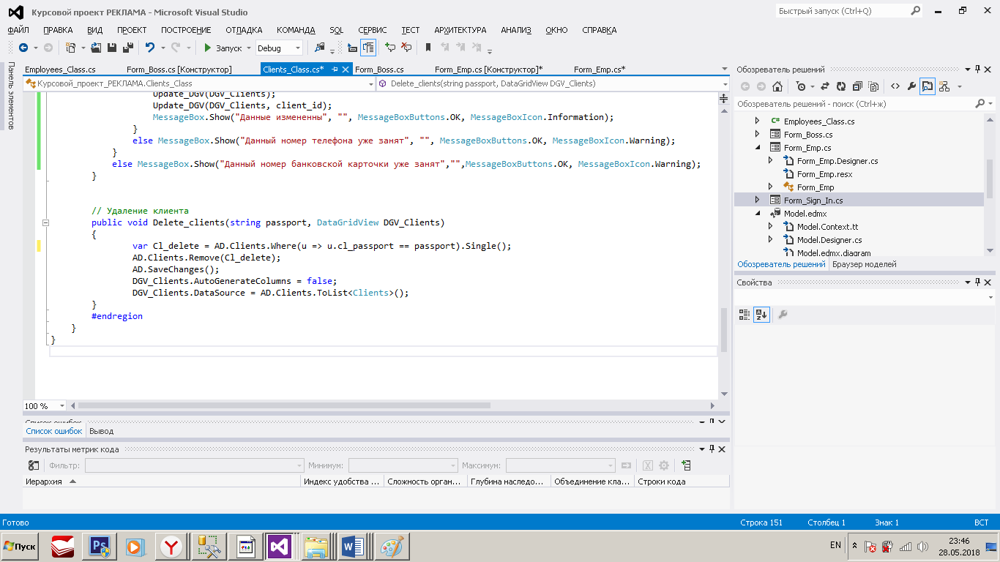 Курсовой проект РЕКЛАМА - Microsoft Visual Studio
Быстрый запуск (Ctrl+Q)
ФАЙЛ ПРАВКА ВИД ПРОЕКТ ПОСТРОЕНИЕ ОТЛАДКА КОМАНДА SQL СЕРВИС ТЕСТ АРХИТЕКТУРА АНАЛИЗ ОКНО СПРАВКА
Запуск Debug
Панель элементов
Employees_Class.cs Form_Boss.cs [Конструктор] Clients_Class.cs* Form_Boss.cs Form_Emp.cs [Конструктор]* Form_Emp.cs*
Курсовой_проект_РЕКЛАМА.Clients_Class Delete_clients(string passport, DataGridView DGV_Clients)
Update_DGV(DGV_Clients);
Update_DGV(DGV_Clients, client_id);
MessageBox.Show("Данные измененны", "", MessageBoxButtons.OK, MessageBoxIcon.Information);
}
else MessageBox.Show("Данный номер телефона уже занят", "", MessageBoxButtons.OK, MessageBoxIcon.Warning);
}
else MessageBox.Show("Данный номер банковской карточки уже занят","",MessageBoxButtons.OK, MessageBoxIcon.Warning);
}
// Удаление клиента
public void Delete_clients(string passport, DataGridView DGV_Clients)
{
var Cl_delete = AD.Clients.Where(u => u.cl_passport == passport).Single();
AD.Clients.Remove(Cl_delete);
AD.SaveChanges();
DGV_Clients.AutoGenerateColumns = false;
DGV_Clients.DataSource = AD.Clients.ToList<Clients>();
}
#endregion
}
}
100 %
Список ошибок
Список ошибок Вывод
Результаты метрик кода
Фильтр: Минимум: Максимум:
Иерархия Индекс удобства ... Сложность орган... Глубина наследо... Объединение кла... Строки кода
Обозреватель решений
Обозреватель решений - поиск (Ctrl+ж)
C# Employees_Class.cs
Form_Boss.cs
Form_Emp.cs
Form_Emp.Designer.cs
Form_Emp.resx
Form_Emp
Form_Sign_In.cs
Model.edmx
Model.Context.tt
Model.Designer.cs
Model.edmx.diagram
Обозреватель решений Браузер моделей
Свойства
Готово Строка 151 Столбец 1 Знак 1 ВСТ
Пуск
EN
23:46
28.05.2018